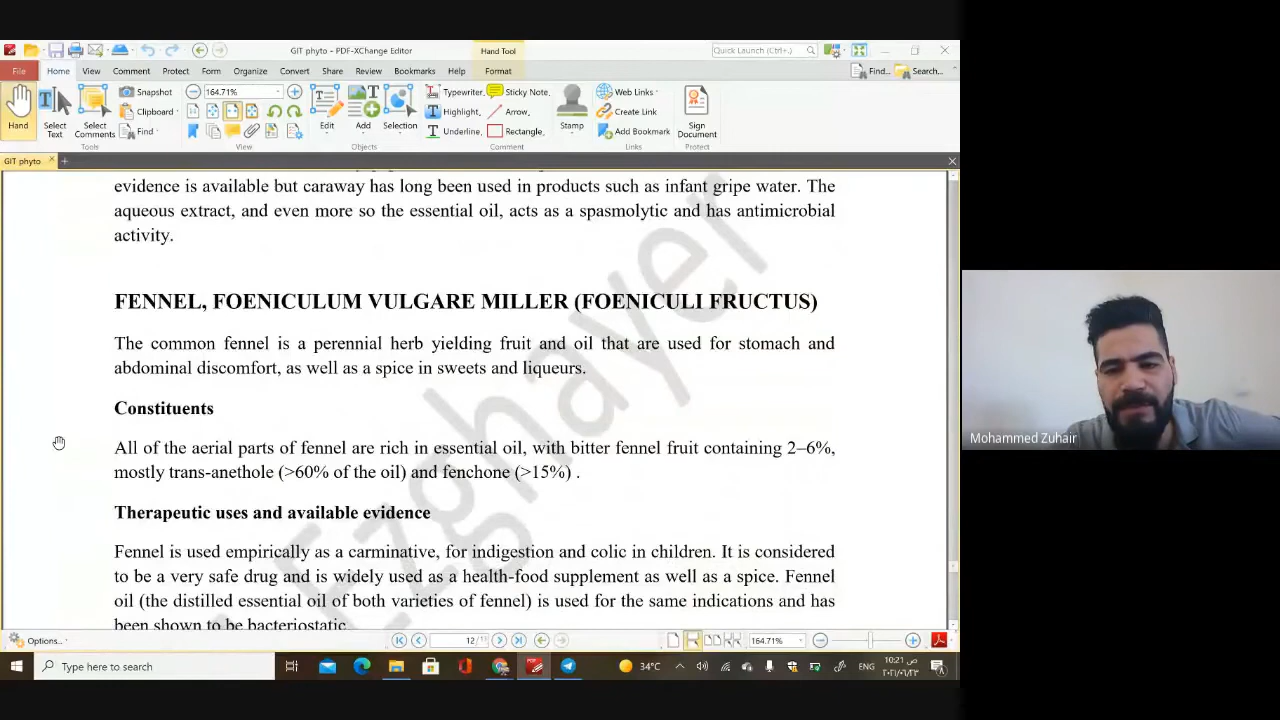 GIT phyto - PDF-XChange Editor
Hand Tool
Quick Launch (Ctrl+.)
File Home View Comment Protect Form Organize Convert Share Review Bookmarks Help Format
Find... Search...
Snapshot
164.71%
Typewriter Sticky Note
Web Links
Clipboard
Highlight Arrow
Create Link
Hand Select Text Select Comments Find
Edit Add Selection
Underline Rectangle
Stamp
Add Bookmark
Sign Document
Tools View Objects Comment Links Protect
GIT phyto
evidence is available but caraway has long been used in products such as infant gripe water. The
aqueous extract, and even more so the essential oil, acts as a spasmolytic and has antimicrobial
activity.
FENNEL, FOENICULUM VULGARE MILLER (FOENICULI FRUCTUS)
The common fennel is a perennial herb yielding fruit and oil that are used for stomach and
abdominal discomfort, as well as a spice in sweets and liqueurs.
Constituents
All of the aerial parts of fennel are rich in essential oil, with bitter fennel fruit containing 2–6%,
mostly trans-anethole (>60% of the oil) and fenchone (>15%) .
Therapeutic uses and available evidence
Fennel is used empirically as a carminative, for indigestion and colic in children. It is considered
to be a very safe drug and is widely used as a health-food supplement as well as a spice. Fennel
oil (the distilled essential oil of both varieties of fennel) is used for the same indications and has
been shown to be bacteriostatic.
Ezghayer
Mohammed Zuhair
Options...
12
164.71%
Type here to search
34°C
ENG
10:21 ص